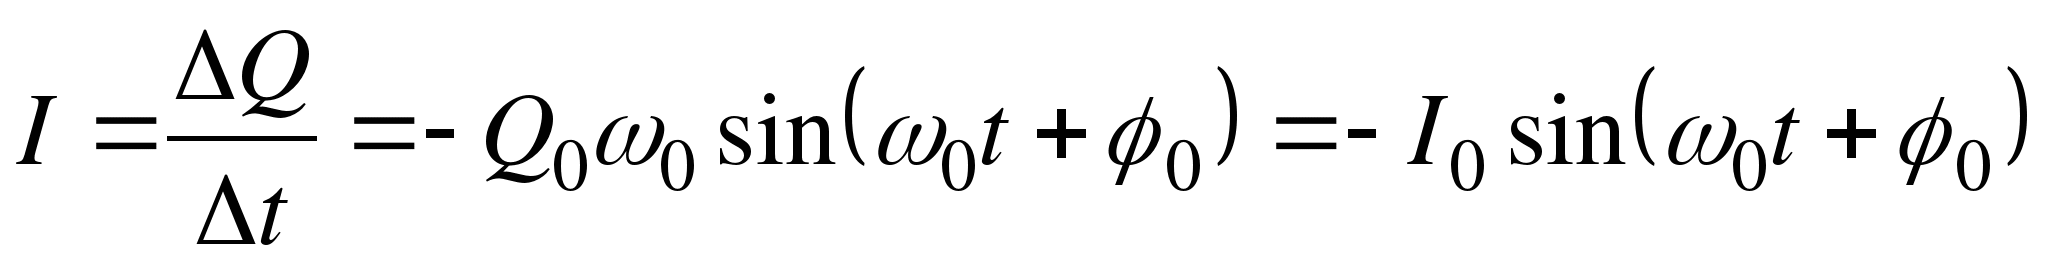 I = ΔQ/Δt = - Q₀ω₀ sin(ω₀t + ϕ₀) = - I₀ sin(ω₀t + ϕ₀)